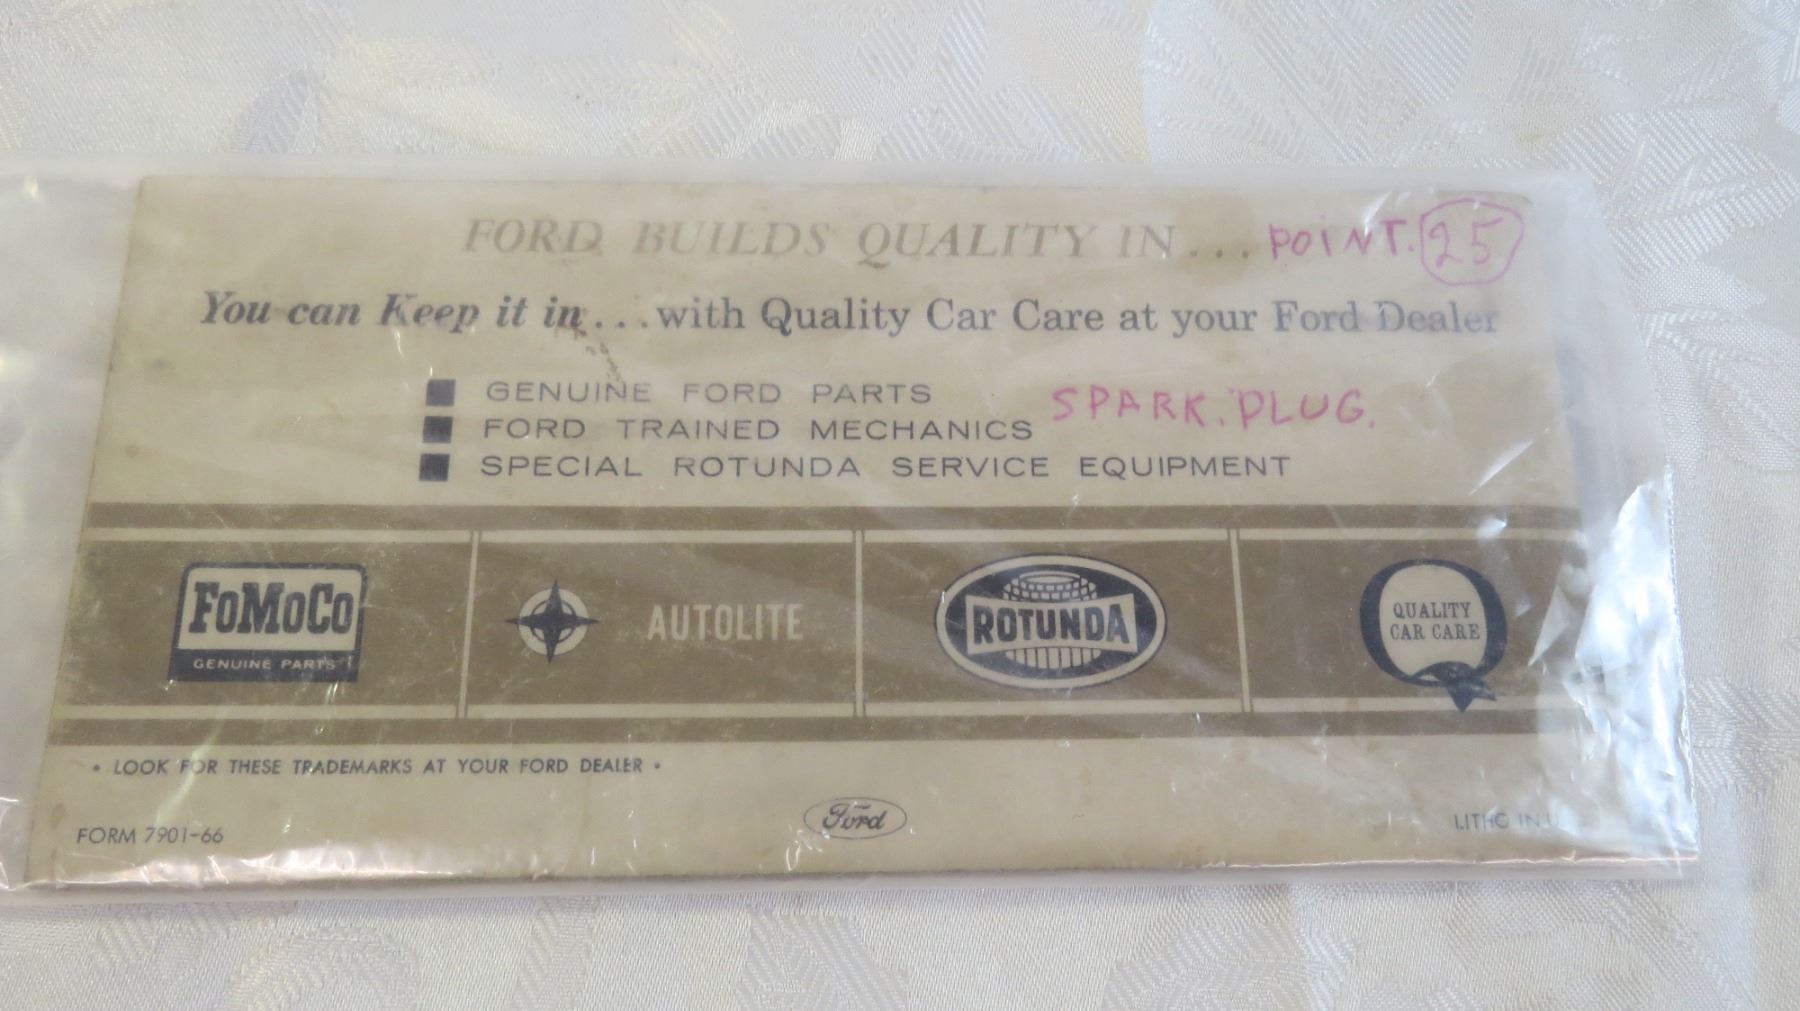 FORD BUILDS QUALITY IN... POINT. 25
You can Keep it in...with Quality Car Care at your Ford Dealer
GENUINE FORD PARTS
SPARK. PLUG.
FORD TRAINED MECHANICS
SPECIAL ROTUNDA SERVICE EQUIPMENT
FoMoCo
GENUINE PARTS
AUTOLITE
ROTUNDA
QUALITY
CAR CARE
• LOOK FOR THESE TRADEMARKS AT YOUR FORD DEALER •
Ford
FORM 7901-66
LITHO IN U